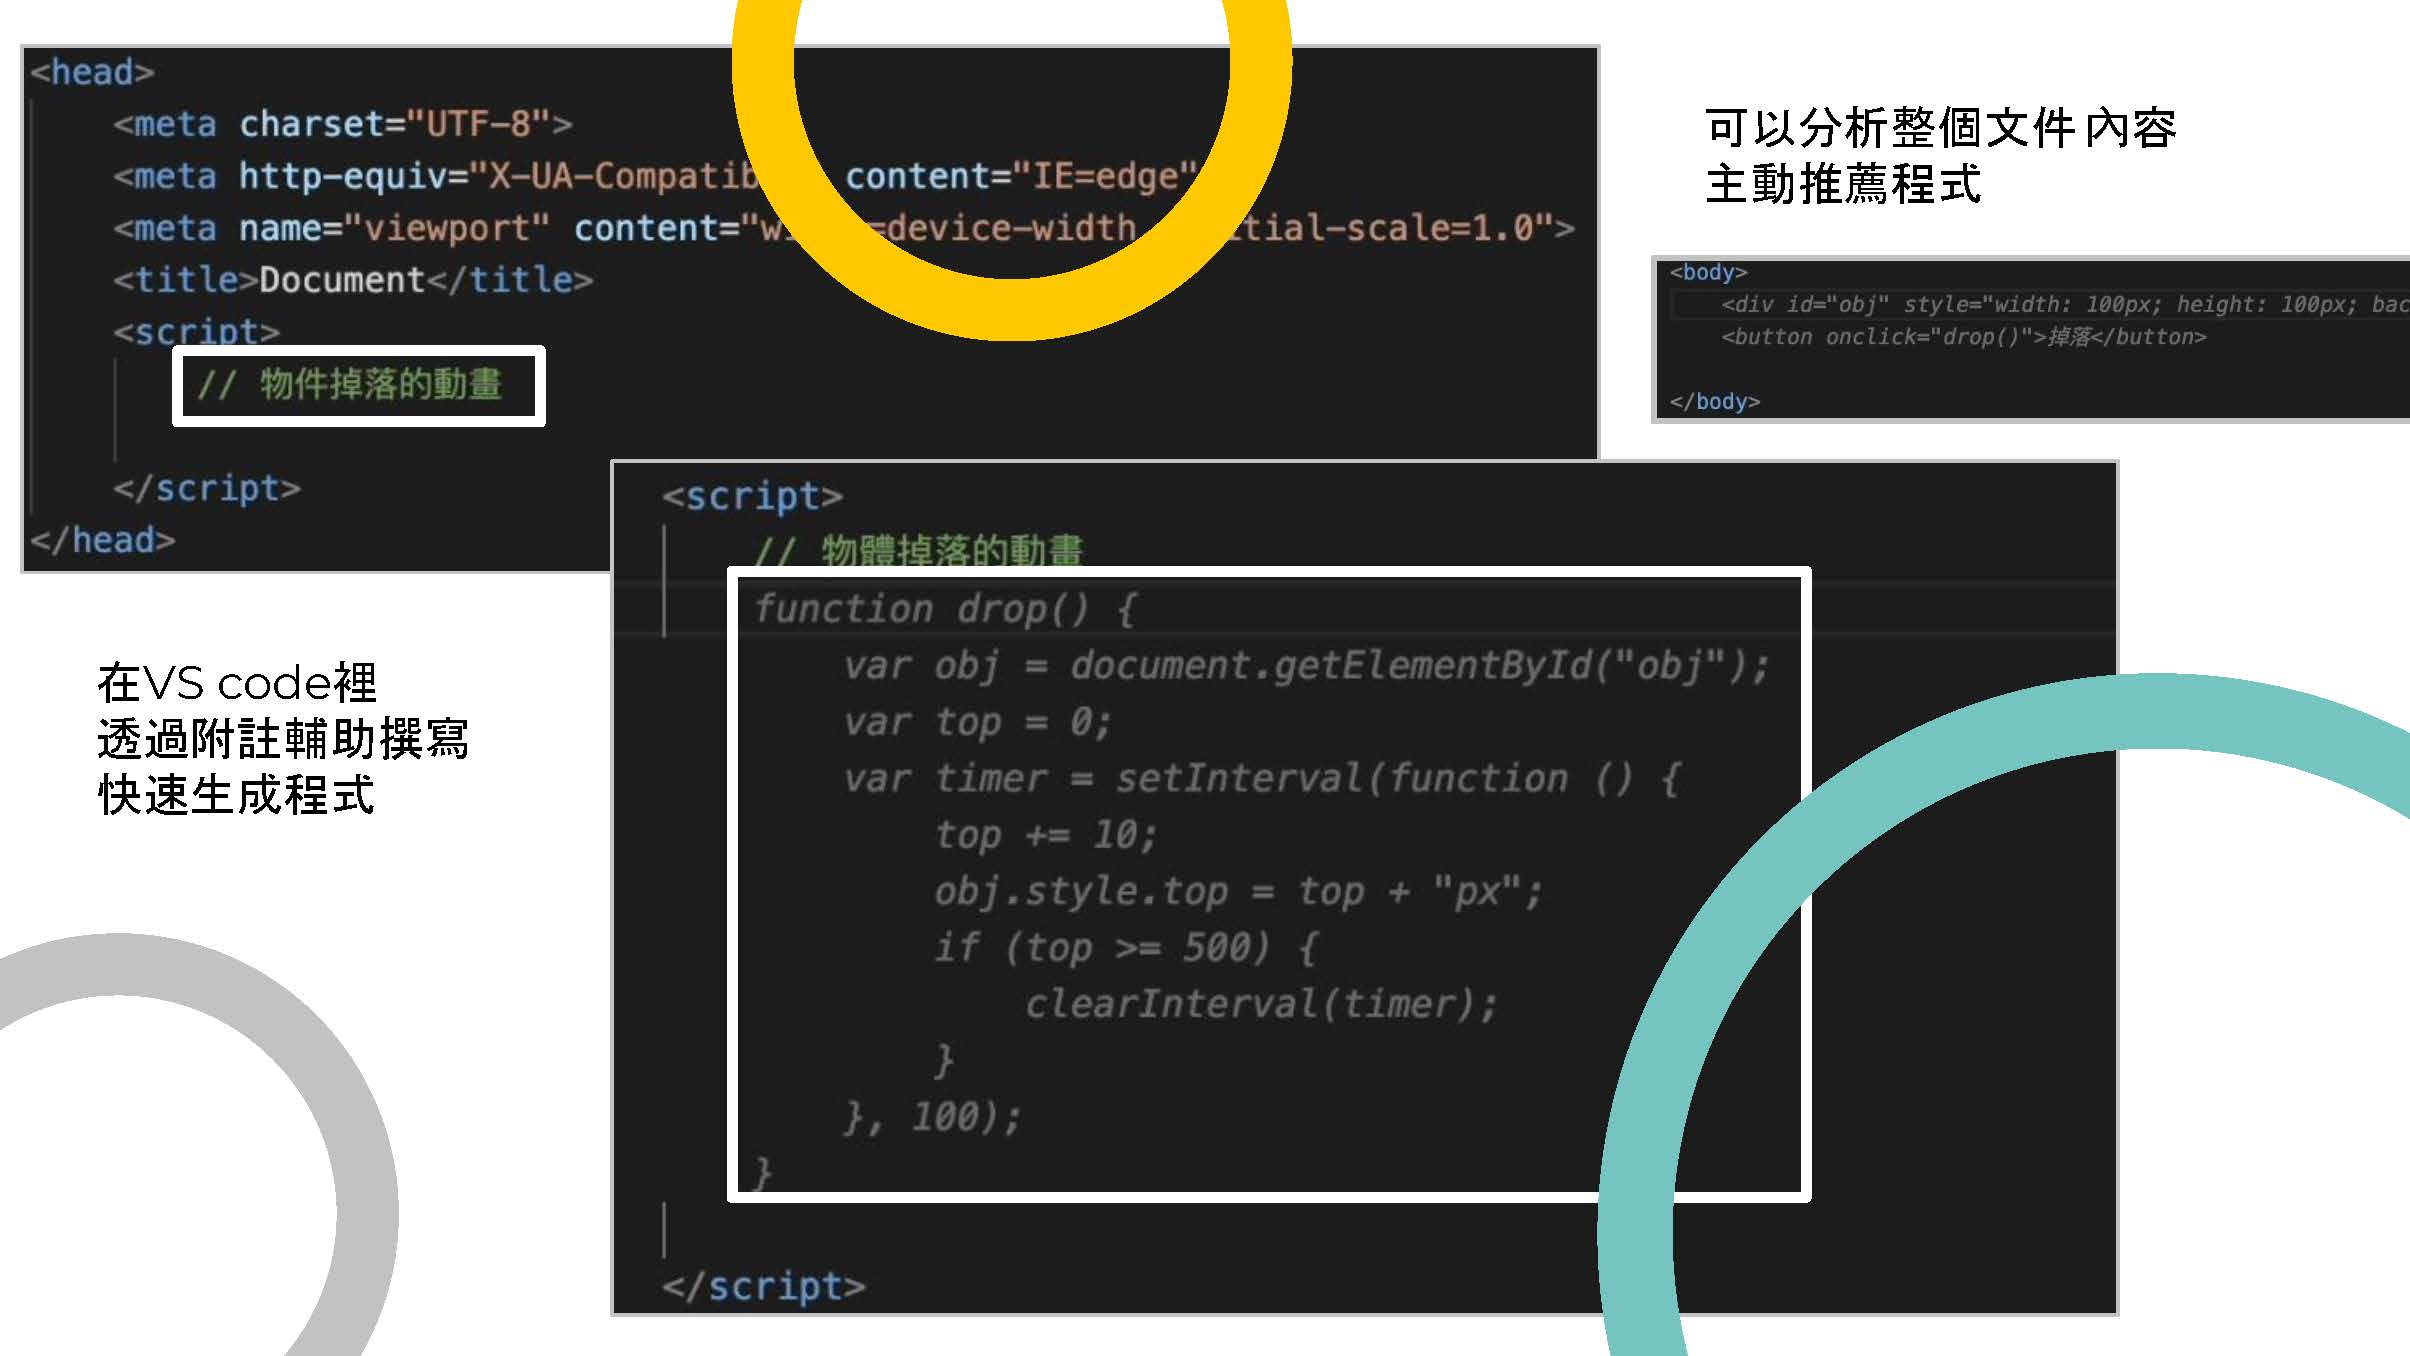 <head>
<meta charset="UTF-8">
<meta http-equiv="X-UA-Compatib content="IE=edge"
<meta name="viewport" content="wi =device-width tial-scale=1.0">
<title>Document</title>
<script>
// 物件掉落的動畫
</script>
</head>
可以分析整個文件內容
主動推薦程式
<body>
<div id="obj" style="width: 100px; height: 100px; bac
<button onclick="drop()">掉落</button>
</body>
在VS code裡
透過附註輔助撰寫
快速生成程式
<script>
// 物體掉落的動畫
function drop() {
var obj = document.getElementById("obj");
var top = 0;
var timer = setInterval(function () {
top += 10;
obj.style.top = top + "px";
if (top >= 500) {
clearInterval(timer);
}
}, 100);
}
</script>